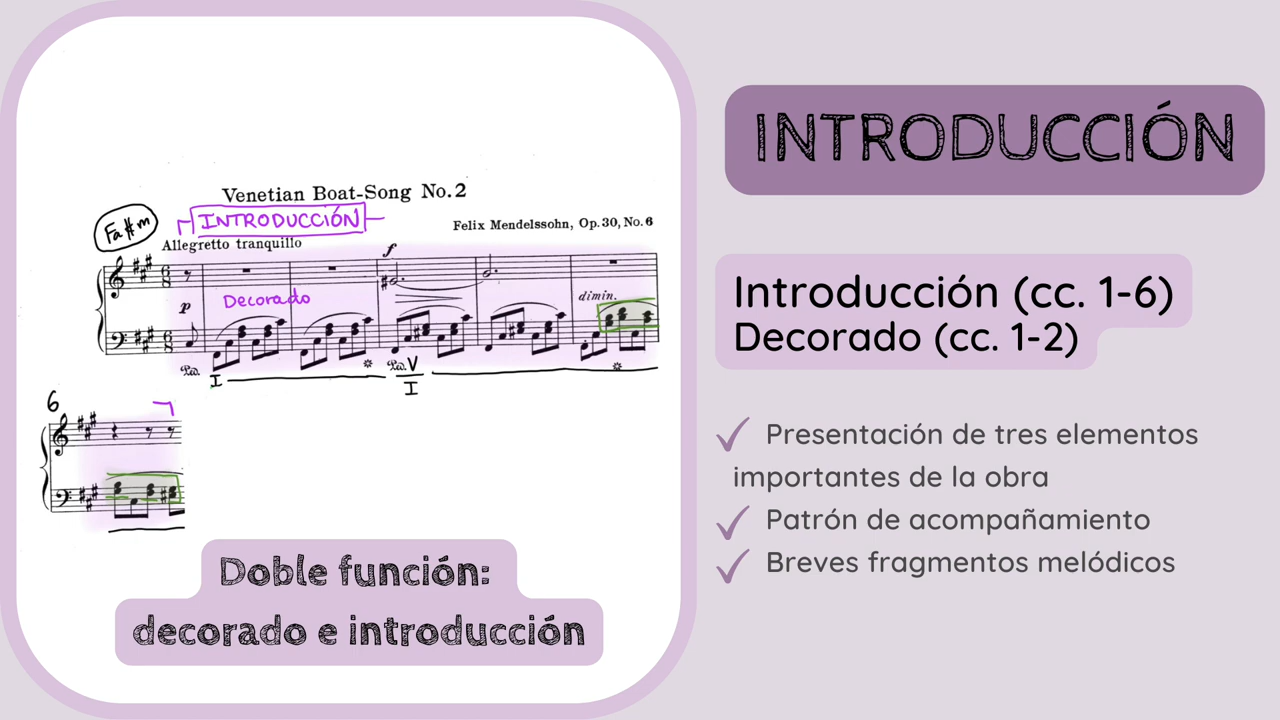 Venetian Boat-Song No. 2
Fa#m
INTRODUCCIÓN
Felix Mendelssohn, Op. 30, No. 6
Allegretto tranquillo
f
p
Decorado
dimin.
Ped.
I
Ped.
V
I
6
Doble función:
decorado e introducción
INTRODUCCIÓN
Introducción (cc. 1-6)
Decorado (cc. 1-2)
Presentación de tres elementos
importantes de la obra
Patrón de acompañamiento
Breves fragmentos melódicos